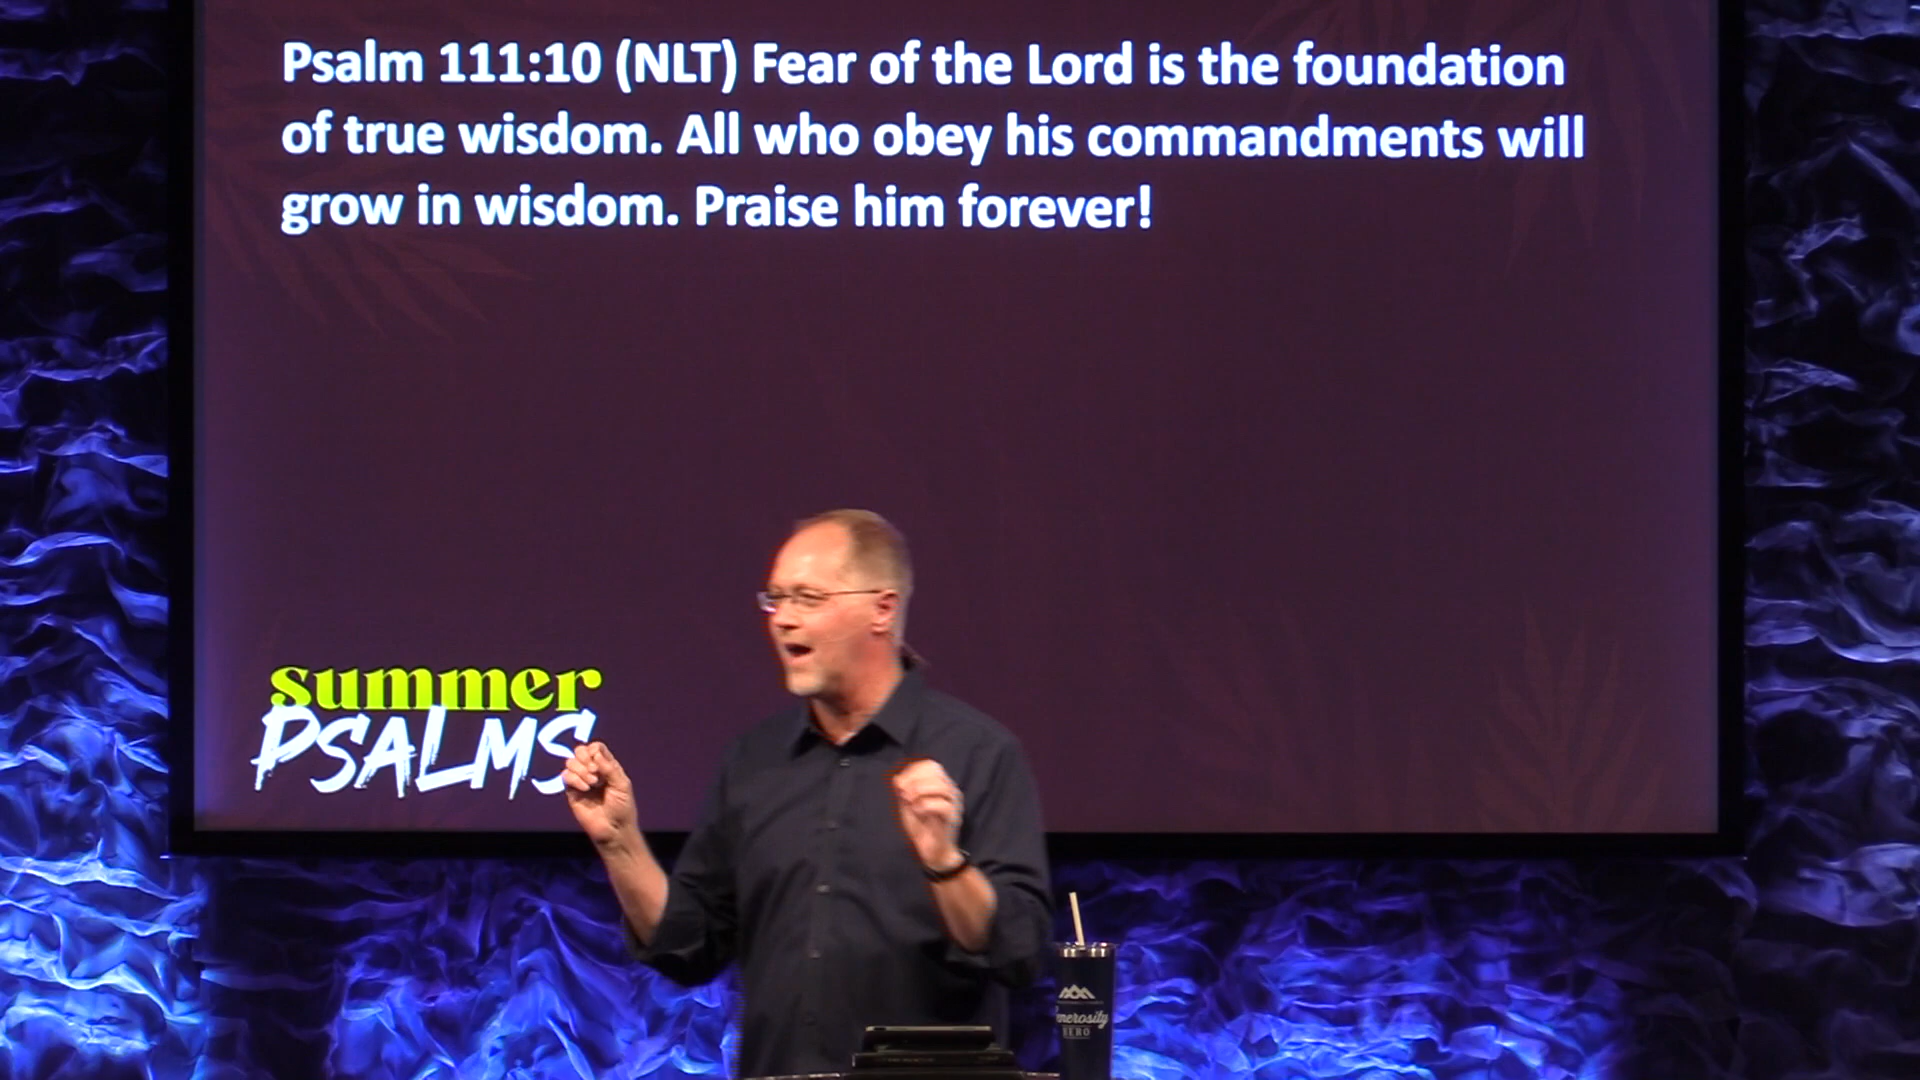 Psalm 111:10 (NLT) Fear of the Lord is the foundation
of true wisdom. All who obey his commandments will
grow in wisdom. Praise him forever!
summer
PSALMS
HERO